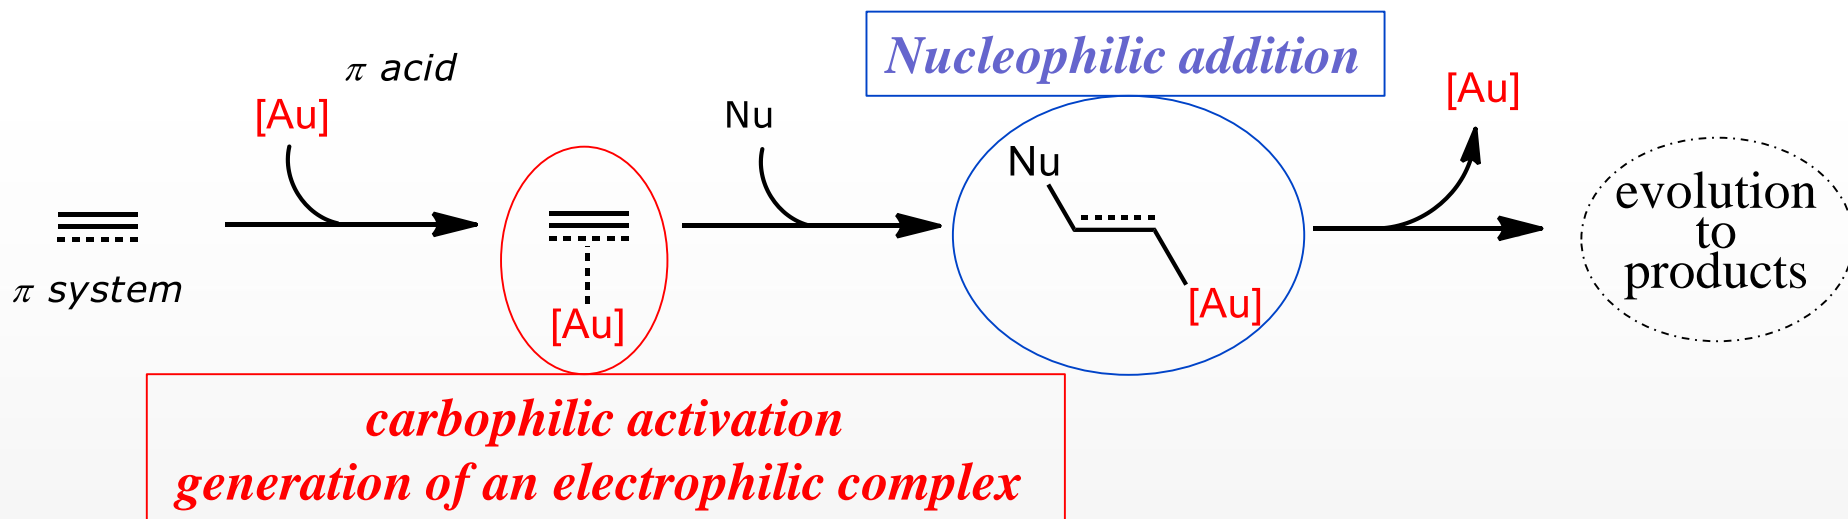 π acid
[Au]
π system
[Au]
carbophilic activation
generation of an electrophilic complex
Nu
Nucleophilic addition
Nu
[Au]
[Au]
evolution
to
products